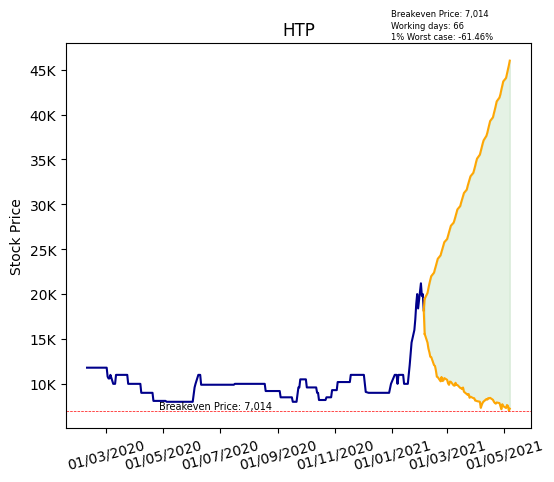 Breakeven Price: 7,014
Working days: 66
1% Worst case: -61.46%
HTP
Stock Price
45K
40K
35K
30K
25K
20K
15K
10K
Breakeven Price: 7,014
01/03/2020
01/05/2020
01/07/2020
01/09/2020
01/11/2020
01/01/2021
01/03/2021
01/05/2021